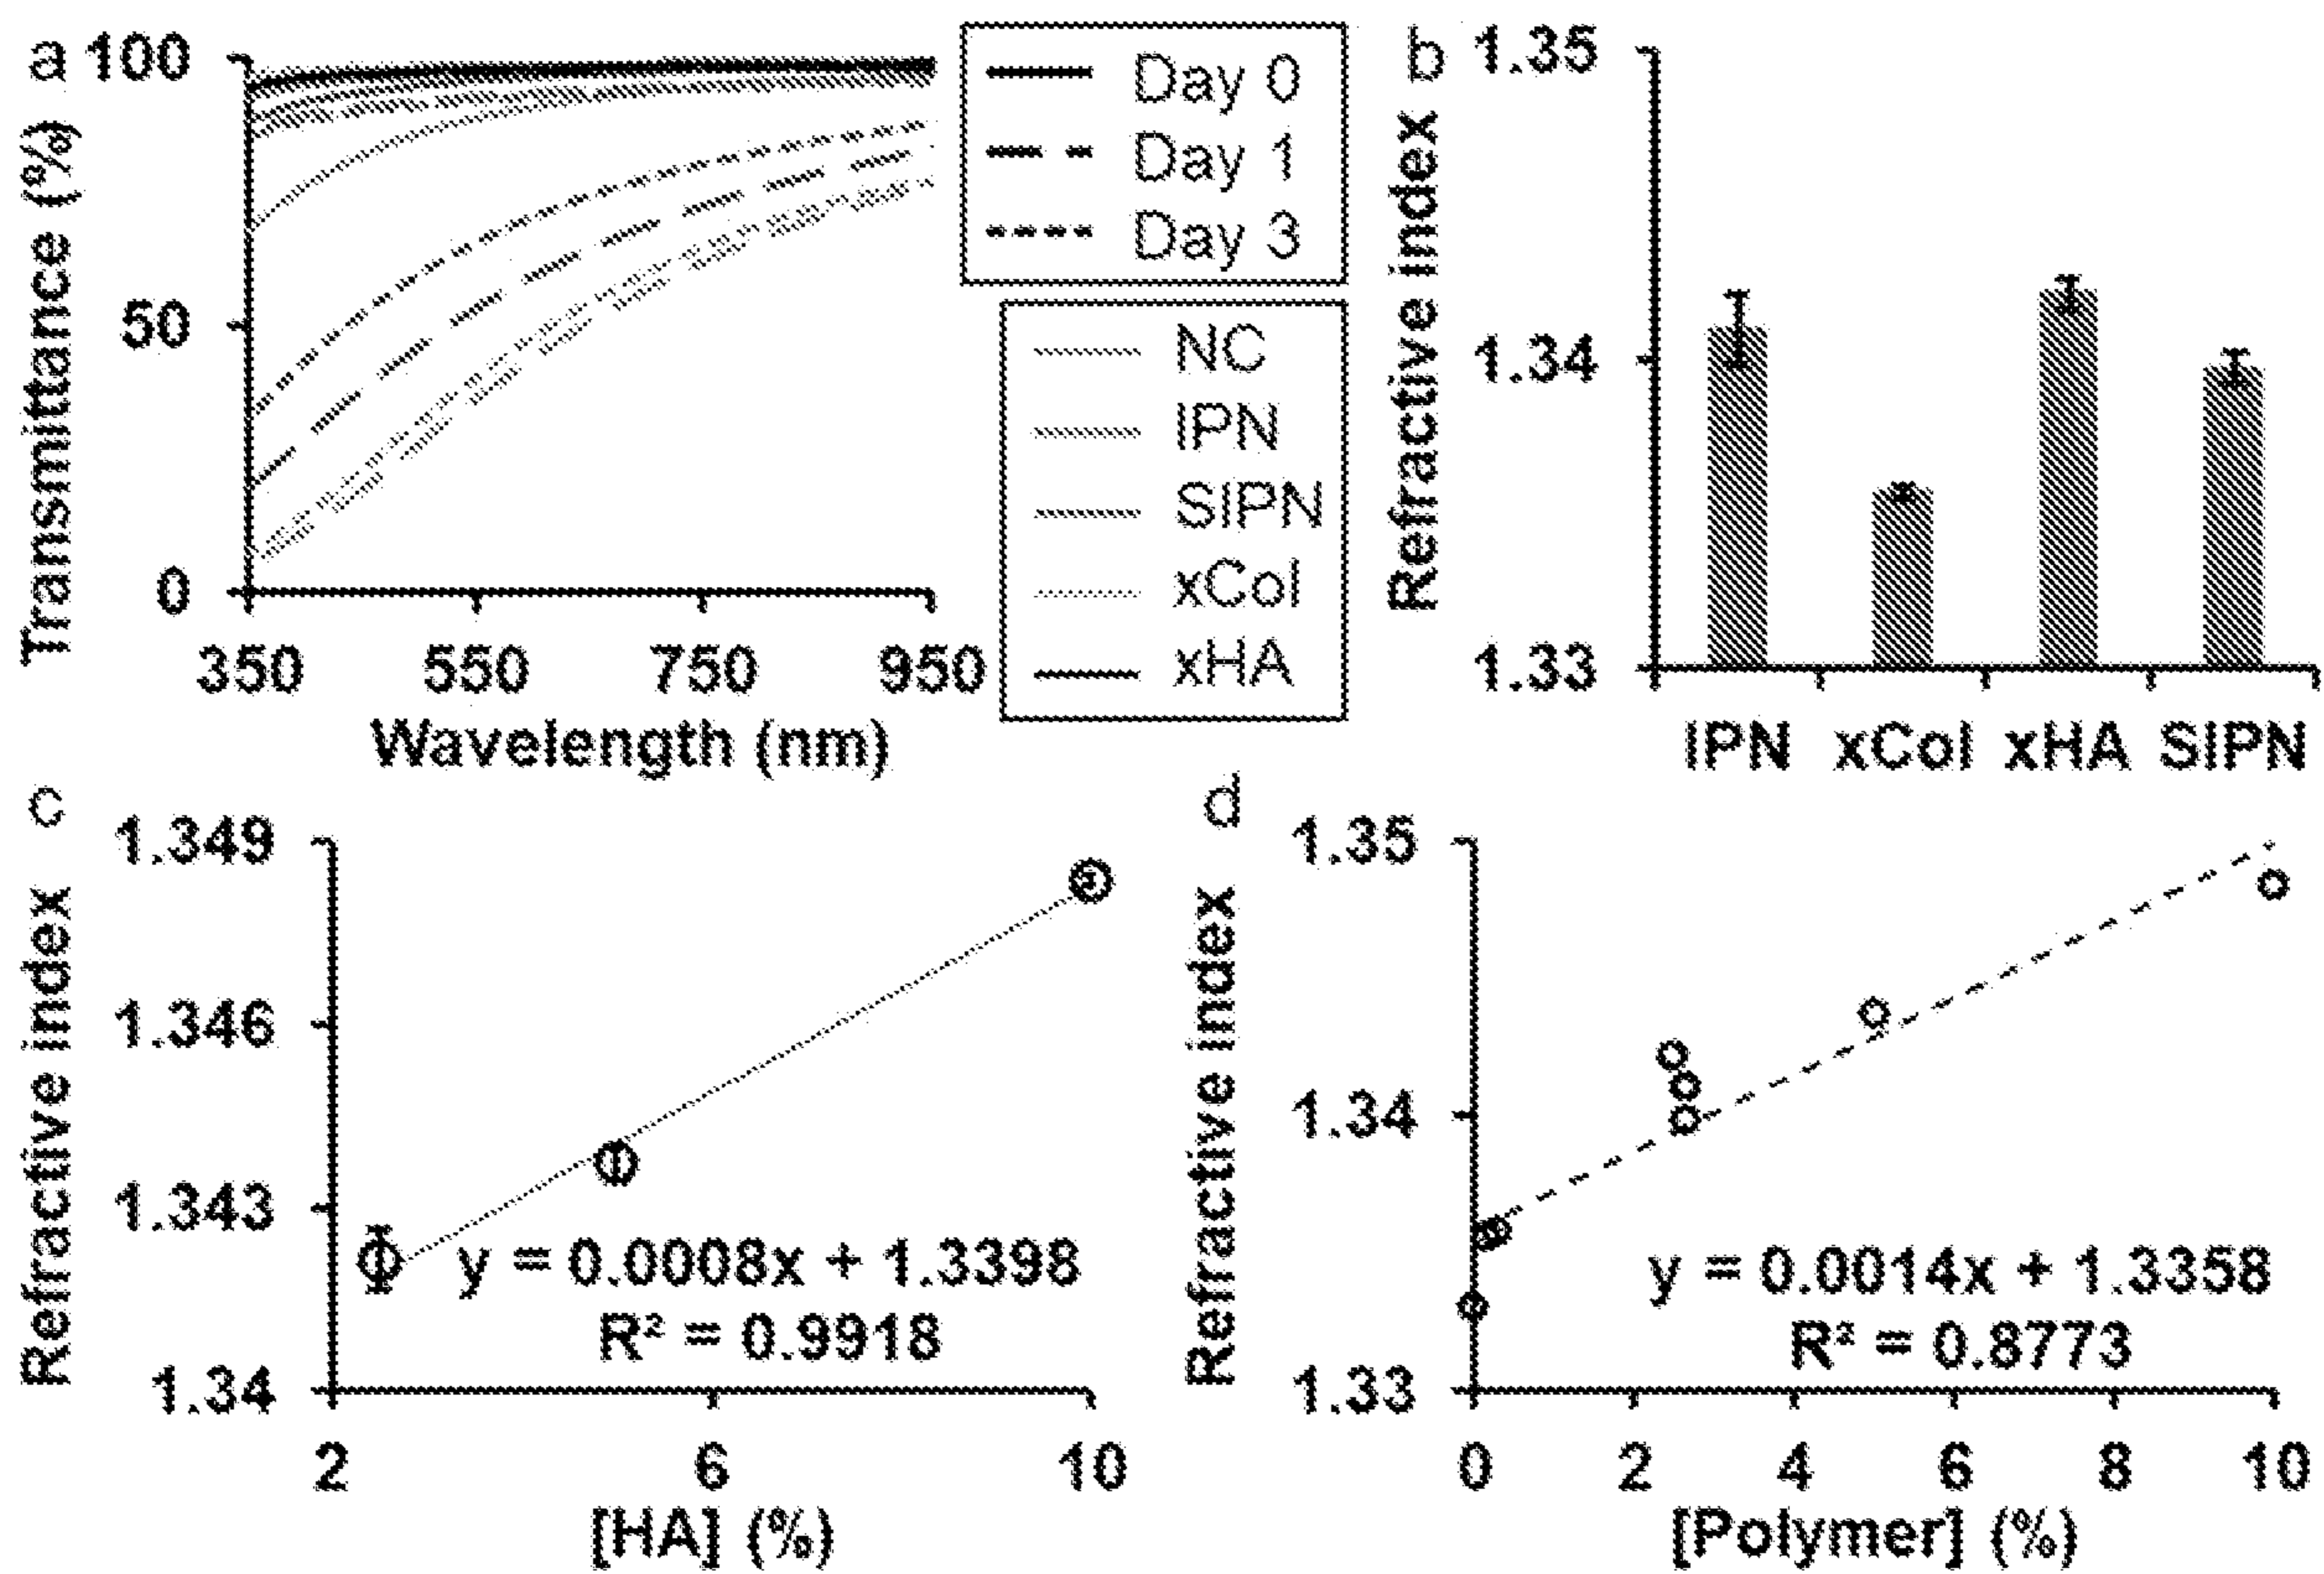 a
100
50
0
Transmittance (%)
350 550 750 950
Wavelength (nm)
Day 0
Day 1
Day 3
NC
IPN
SIPN
xCol
xHA
b
1.35
1.34
1.33
Refractive index
IPN xCol xHA SIPN
c
1.349
1.346
1.343
1.34
Refractive index
y = 0.0008x + 1.3398
R² = 0.9918
2 6 10
[HA] (%)
d
1.35
1.34
1.33
Refractive index
y = 0.0014x + 1.3358
R² = 0.8773
0 2 4 6 8 10
[Polymer] (%)